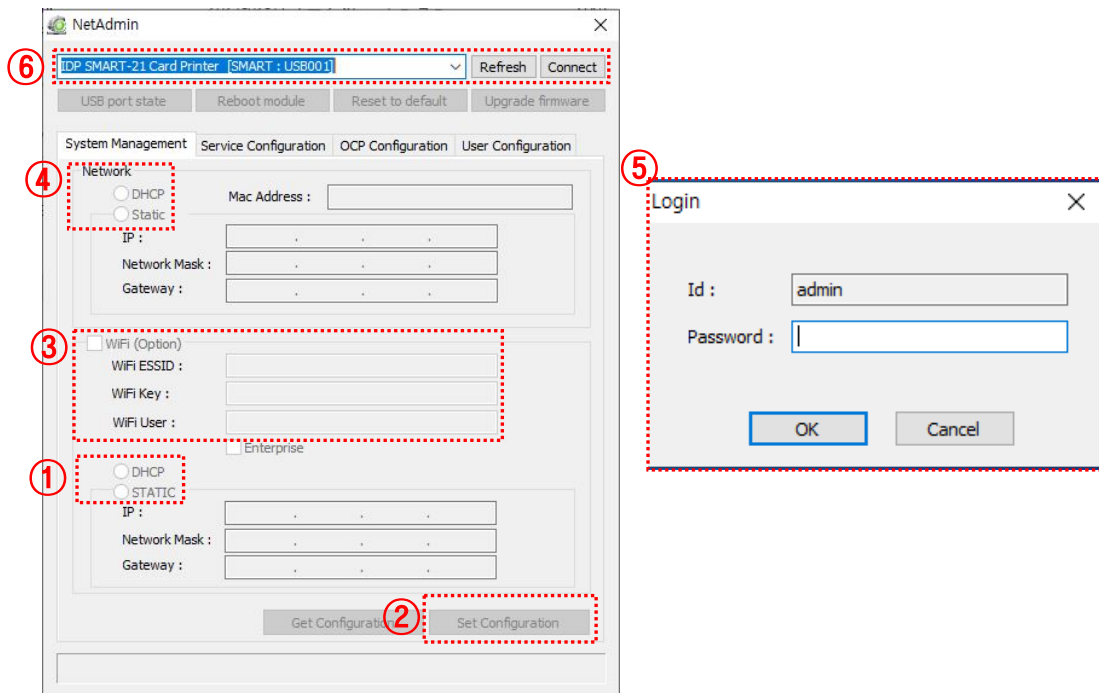 NetAdmin
⑥
IDP SMART-21 Card Printer [SMART : USB001]
Refresh
Connect
USB port state
Reboot module
Reset to default
Upgrade firmware
System Management
Service Configuration
OCP Configuration
User Configuration
④
Network
DHCP
Mac Address :
Static
IP :
Network Mask :
Gateway :
③
WiFi (Option)
WiFi ESSID :
WiFi Key :
WiFi User :
Enterprise
①
DHCP
STATIC
IP :
Network Mask :
Gateway :
Get Configuration
②
Set Configuration
⑤
Login
Id :
admin
Password :
OK
Cancel